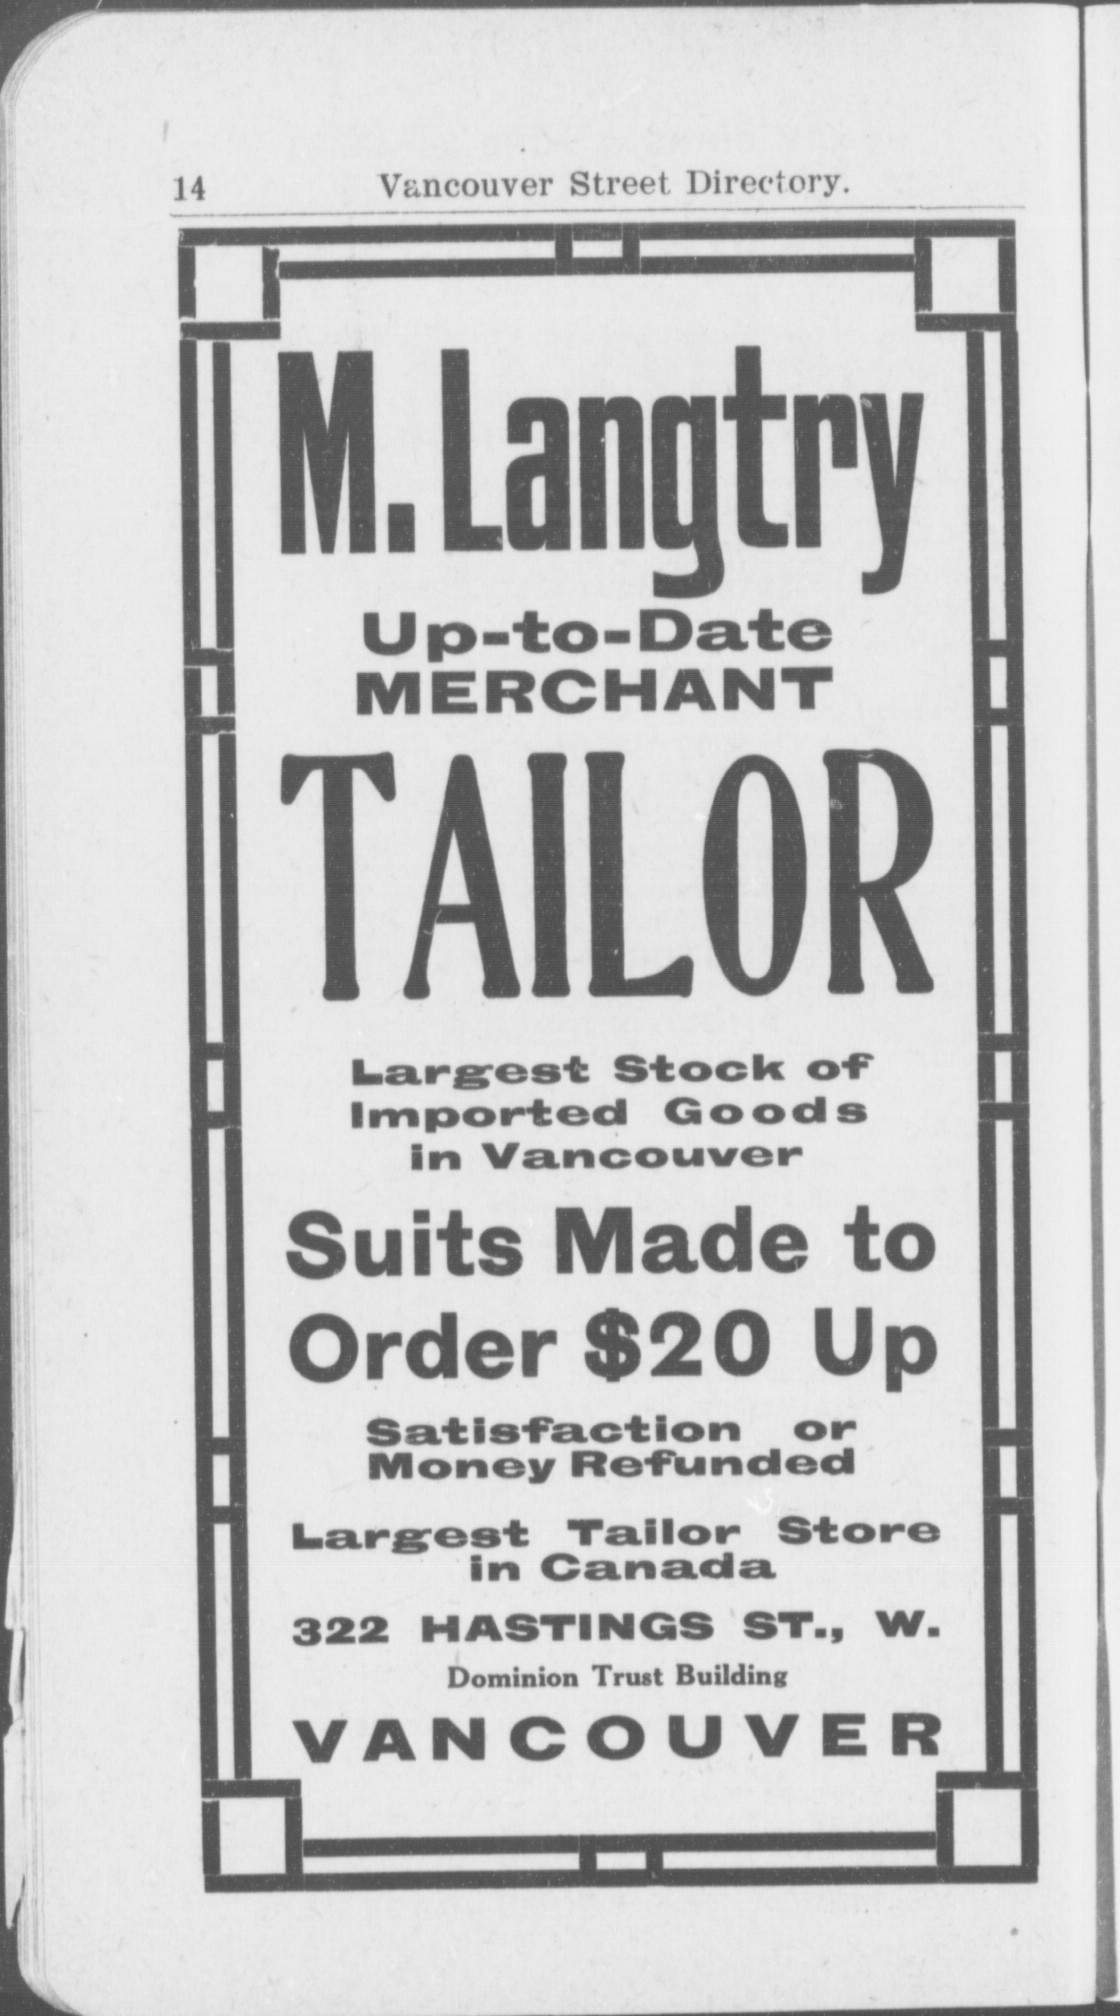 14 Vancouver Street Directory.
M. Langtry
Up-to-Date
MERCHANT
TAILOR
Largest Stock of
Imported Goods
in Vancouver
Suits Made to
Order $20 Up
Satisfaction or
Money Refunded
Largest Tailor Store
in Canada
322 HASTINGS ST., W.
Dominion Trust Building
VANCOUVER